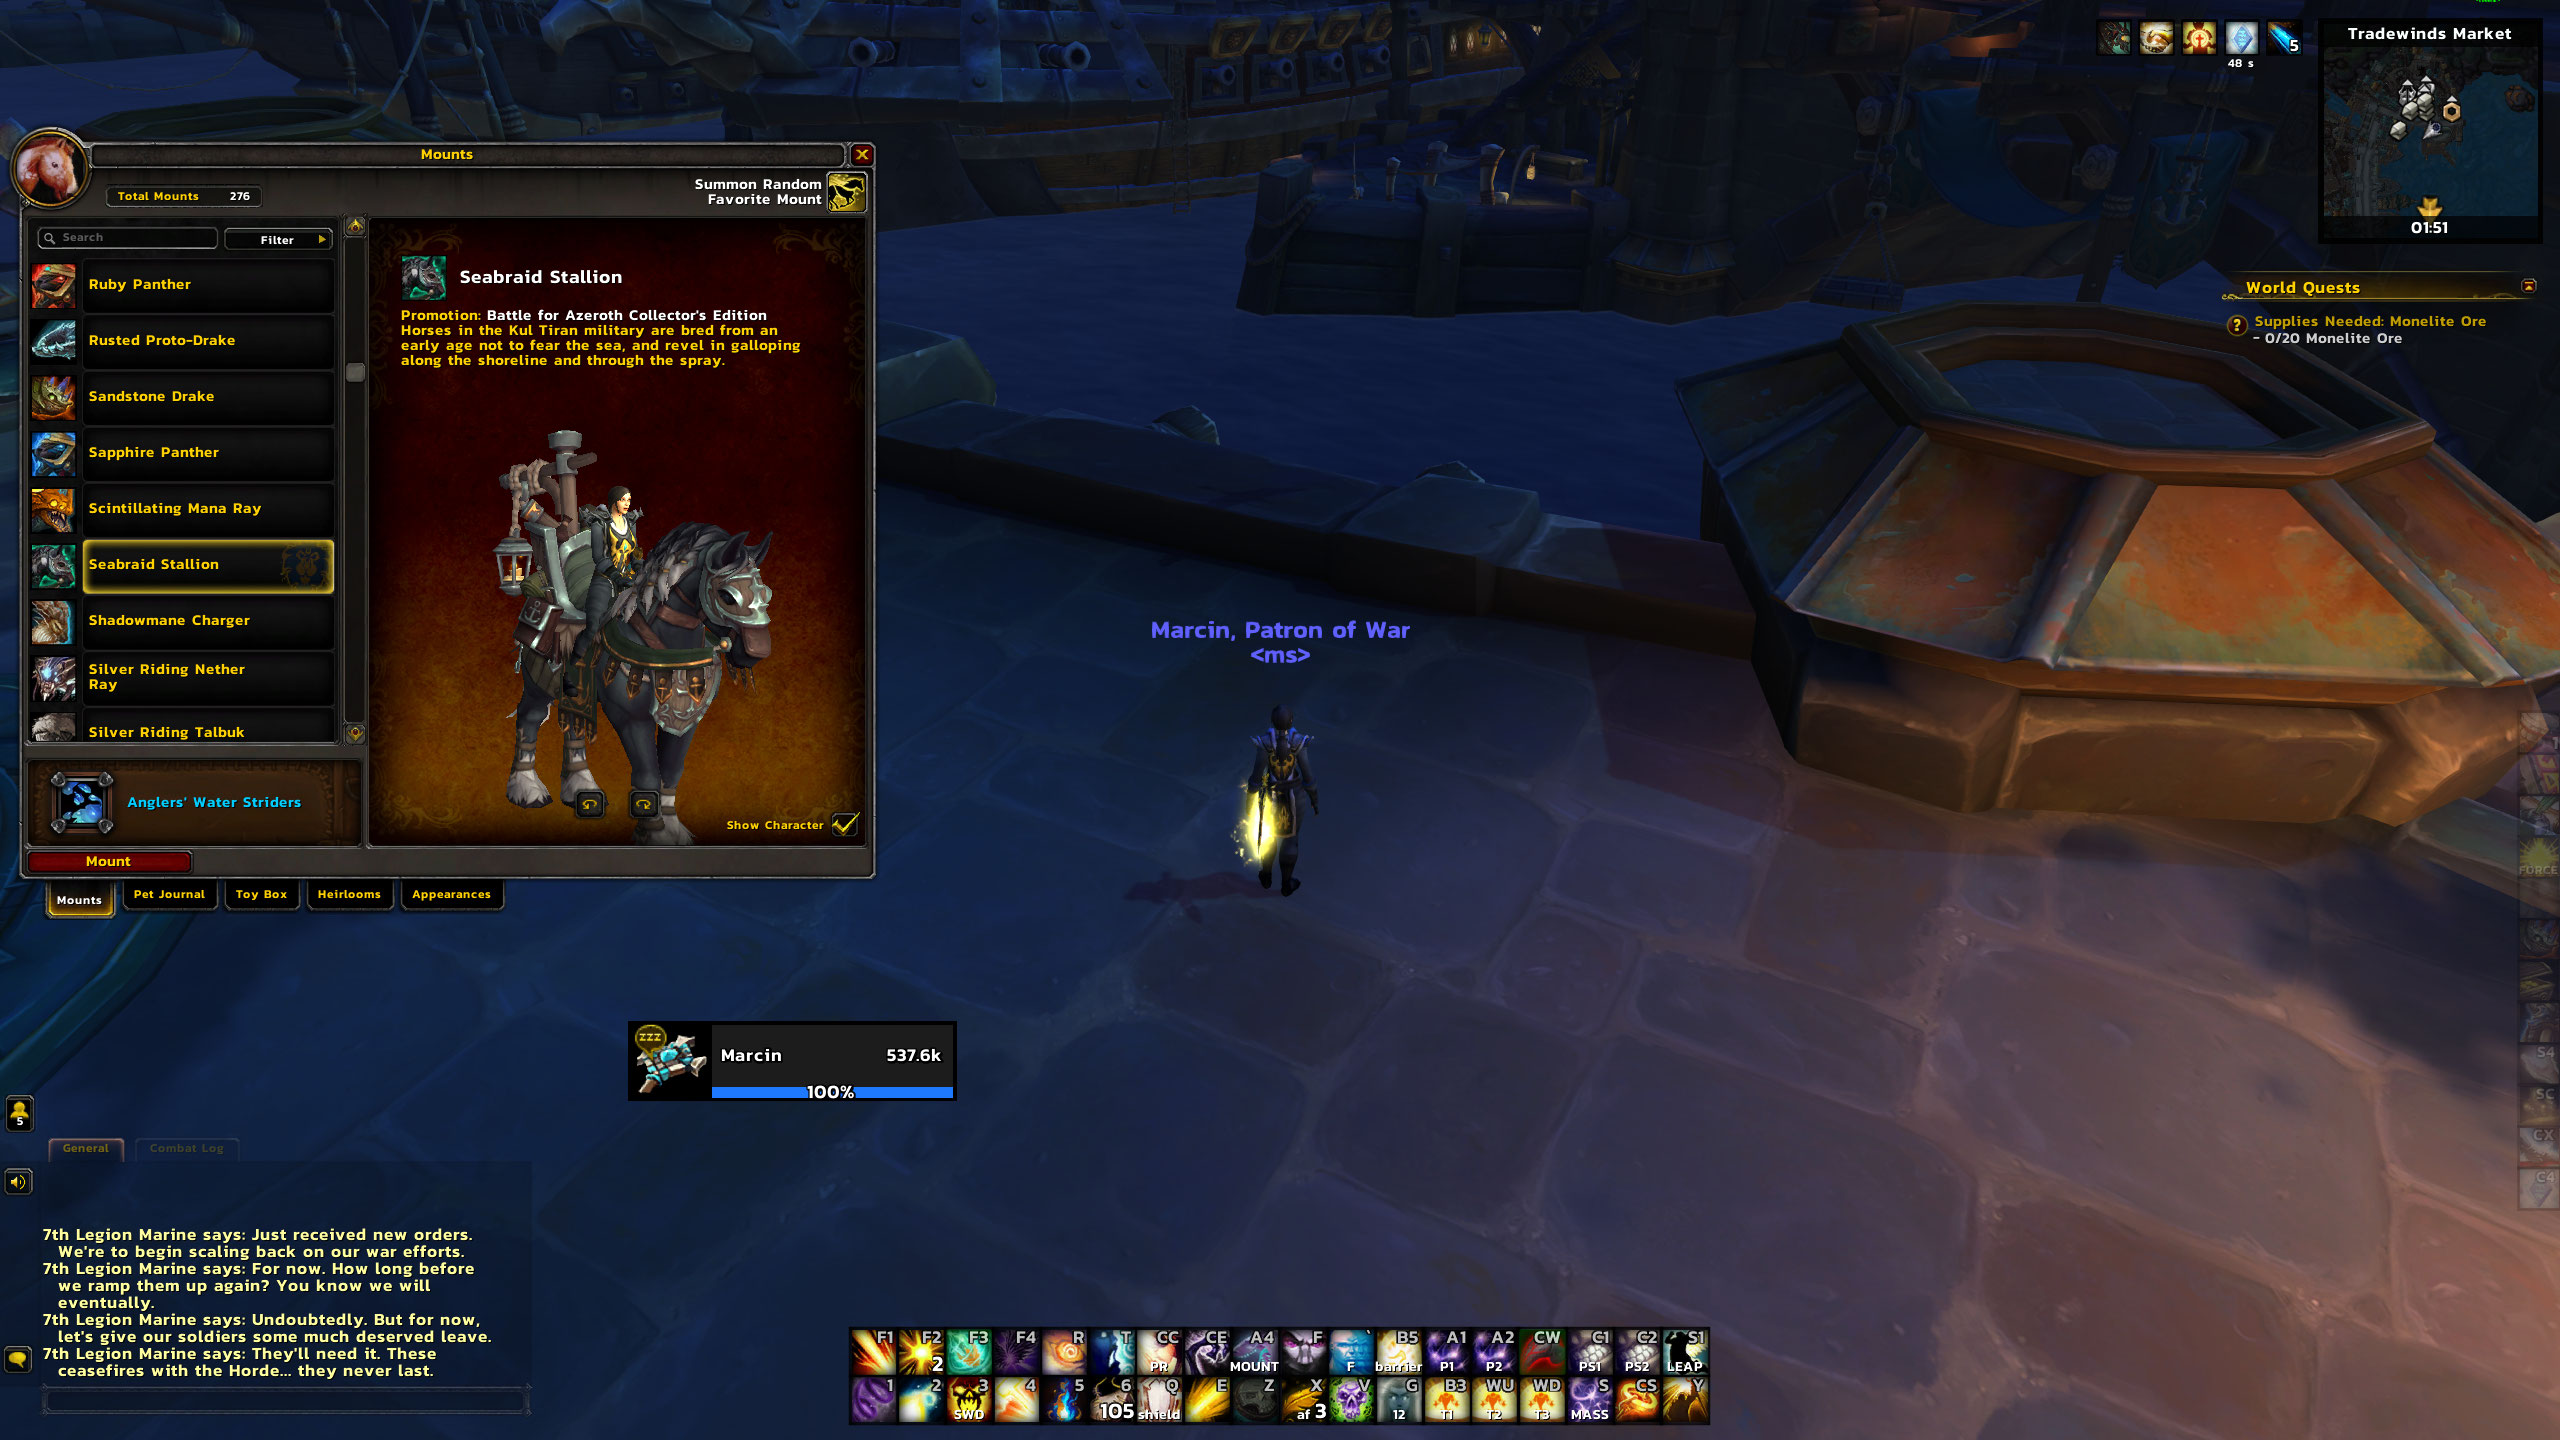 Mounts
Total Mounts 276
Summon Random
Favorite Mount
Search
Filter
Ruby Panther
Rusted Proto-Drake
Sandstone Drake
Sapphire Panther
Scintillating Mana Ray
Seabraid Stallion
Shadowmane Charger
Silver Riding Nether
Ray
Silver Riding Talbuk
Anglers' Water Striders
Mount
Seabraid Stallion
Promotion: Battle for Azeroth Collector's Edition
Horses in the Kul Tiran military are bred from an
early age not to fear the sea, and revel in galloping
along the shoreline and through the spray.
Show Character
Mounts
Pet Journal
Toy Box
Heirlooms
Appearances
5
48 s
Tradewinds Market
01:51
World Quests
? Supplies Needed: Monelite Ore
- 0/20 Monelite Ore
Marcin, Patron of War
<ms>
zzz
Marcin 537.6k
100%
5
General
Combat Log
7th Legion Marine says: Just received new orders.
We're to begin scaling back on our war efforts.
7th Legion Marine says: For now. How long before
we ramp them up again? You know we will
eventually.
7th Legion Marine says: Undoubtedly. But for now,
let's give our soldiers some much deserved leave.
7th Legion Marine says: They'll need it. These
ceasefires with the Horde... they never last.
F1 F2 F3 F4 R T CC CE A4 F B5 A1 A2 CW C1 C2 S1
2 PR MOUNT F barrier P1 P2 PS1 PS2 LEAP
1 2 3 4 5 6 Q E Z X V G B3 WU WD S CS Y
SWD 105 shield af 3 12 T1 T2 T3 MASS
FORCE
S4
SC
CX
C4